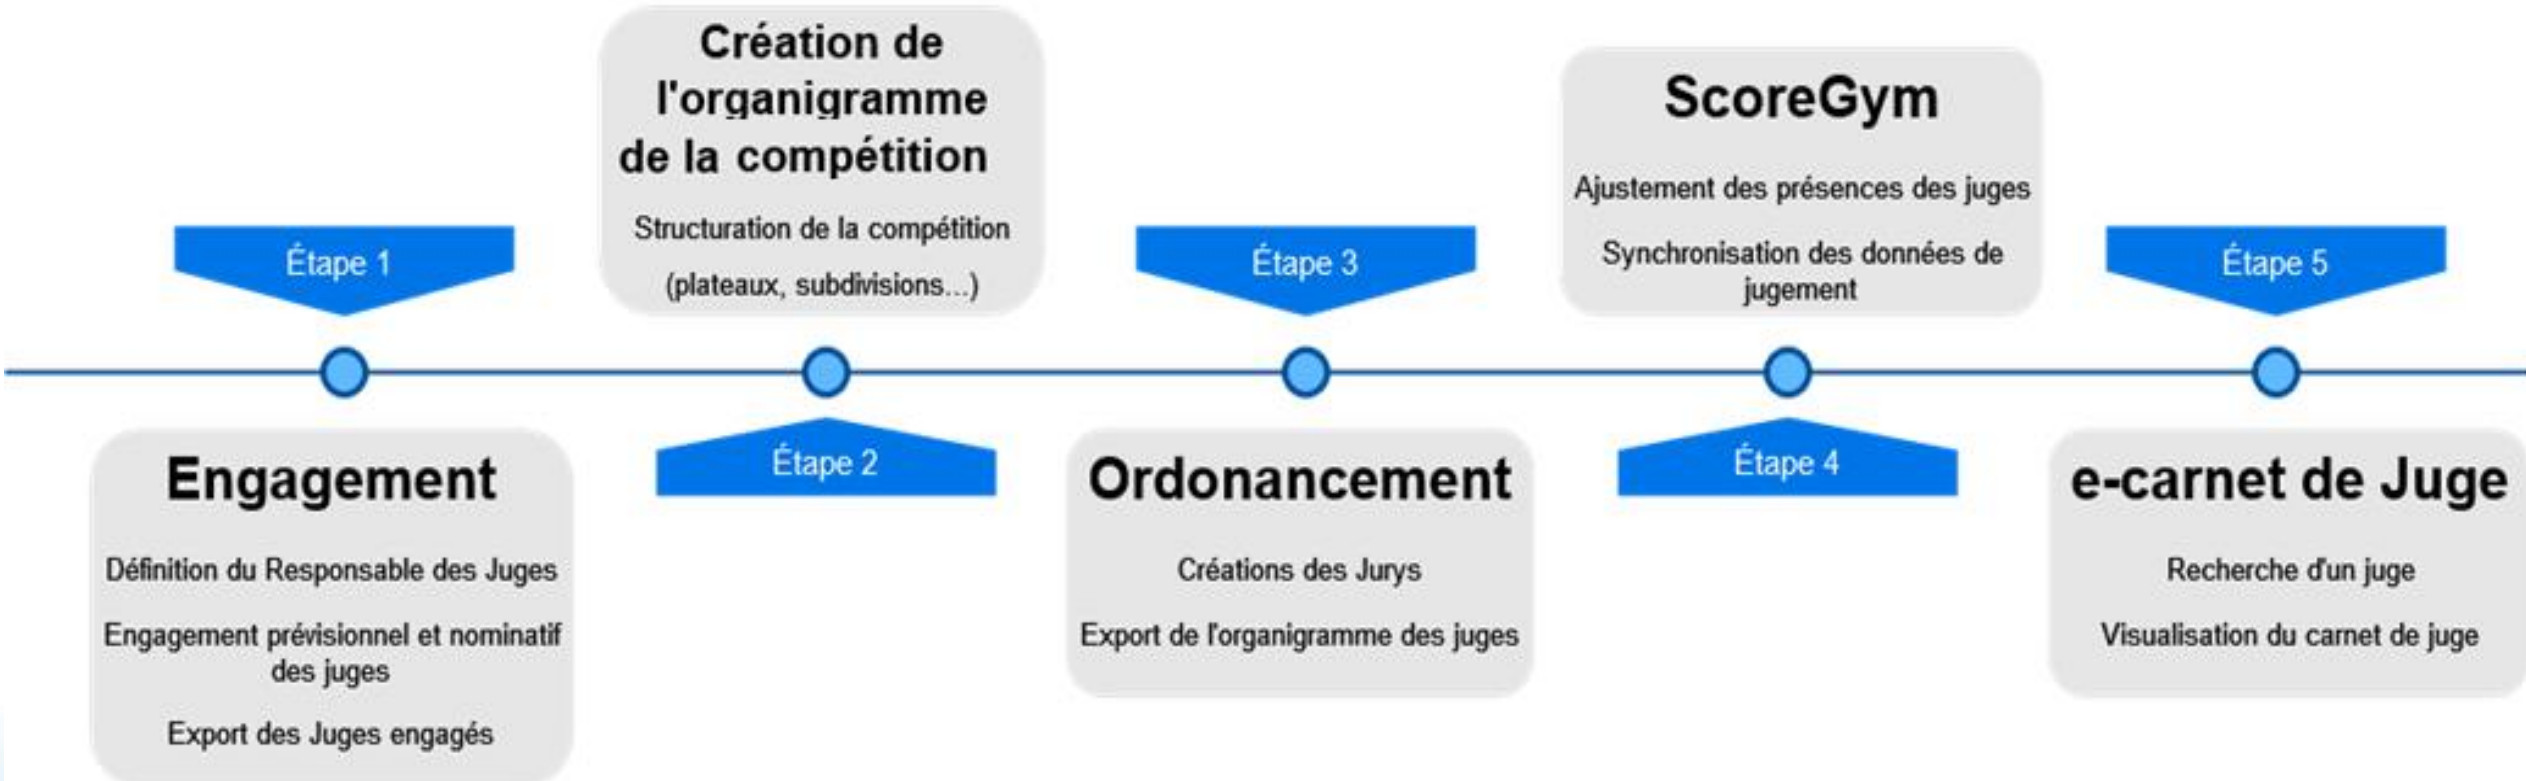 Étape 1
Engagement
Définition du Responsable des Juges
Engagement prévisionnel et nominatif
des juges
Export des Juges engagés
Création de
l'organigramme
de la compétition
Structuration de la compétition
(plateaux, subdivisions...)
Étape 2
Étape 3
Ordonancement
Créations des Jurys
Export de l'organigramme des juges
ScoreGym
Ajustement des présences des juges
Synchronisation des données de
jugement
Étape 4
Étape 5
e-carnet de Juge
Recherche d'un juge
Visualisation du carnet de juge